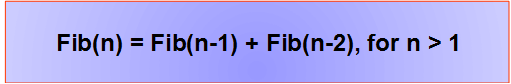 Fib(n) = Fib(n-1) + Fib(n-2), for n > 1